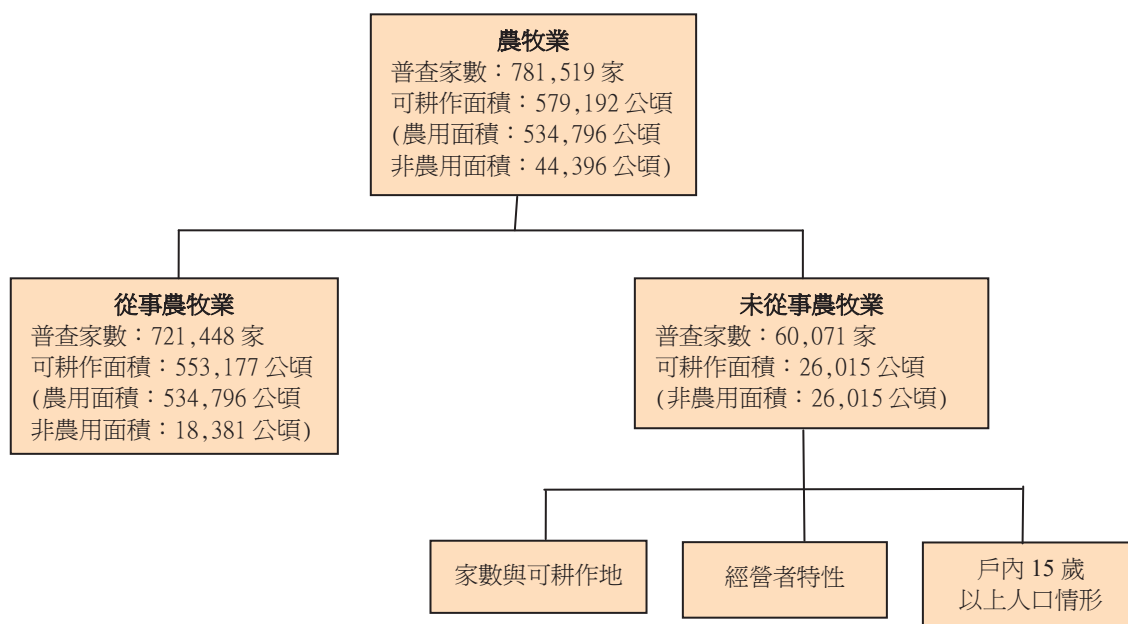 農牧業
普查家數：781,519 家
可耕作面積：579,192 公頃
(農用面積：534,796 公頃
非農用面積：44,396 公頃)
從事農牧業
普查家數：721,448 家
可耕作面積：553,177 公頃
(農用面積：534,796 公頃
非農用面積：18,381 公頃)
未從事農牧業
普查家數：60,071 家
可耕作面積：26,015 公頃
(非農用面積：26,015 公頃)
家數與可耕作地
經營者特性
戶內 15 歲
以上人口情形